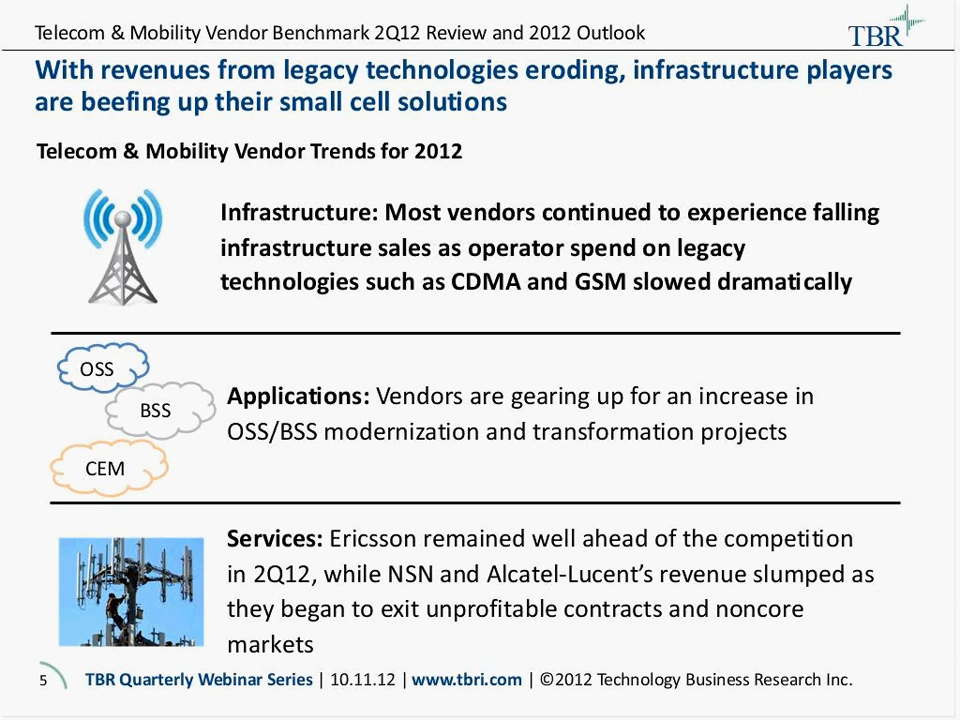 Telecom & Mobility Vendor Benchmark 2Q12 Review and 2012 Outlook
TBR
With revenues from legacy technologies eroding, infrastructure players
are beefing up their small cell solutions
Telecom & Mobility Vendor Trends for 2012
Infrastructure: Most vendors continued to experience falling
infrastructure sales as operator spend on legacy
technologies such as CDMA and GSM slowed dramatically
OSS
BSS
CEM
Applications: Vendors are gearing up for an increase in
OSS/BSS modernization and transformation projects
Services: Ericsson remained well ahead of the competition
in 2Q12, while NSN and Alcatel-Lucent’s revenue slumped as
they began to exit unprofitable contracts and noncore
markets
5 TBR Quarterly Webinar Series | 10.11.12 | www.tbri.com | ©2012 Technology Business Research Inc.